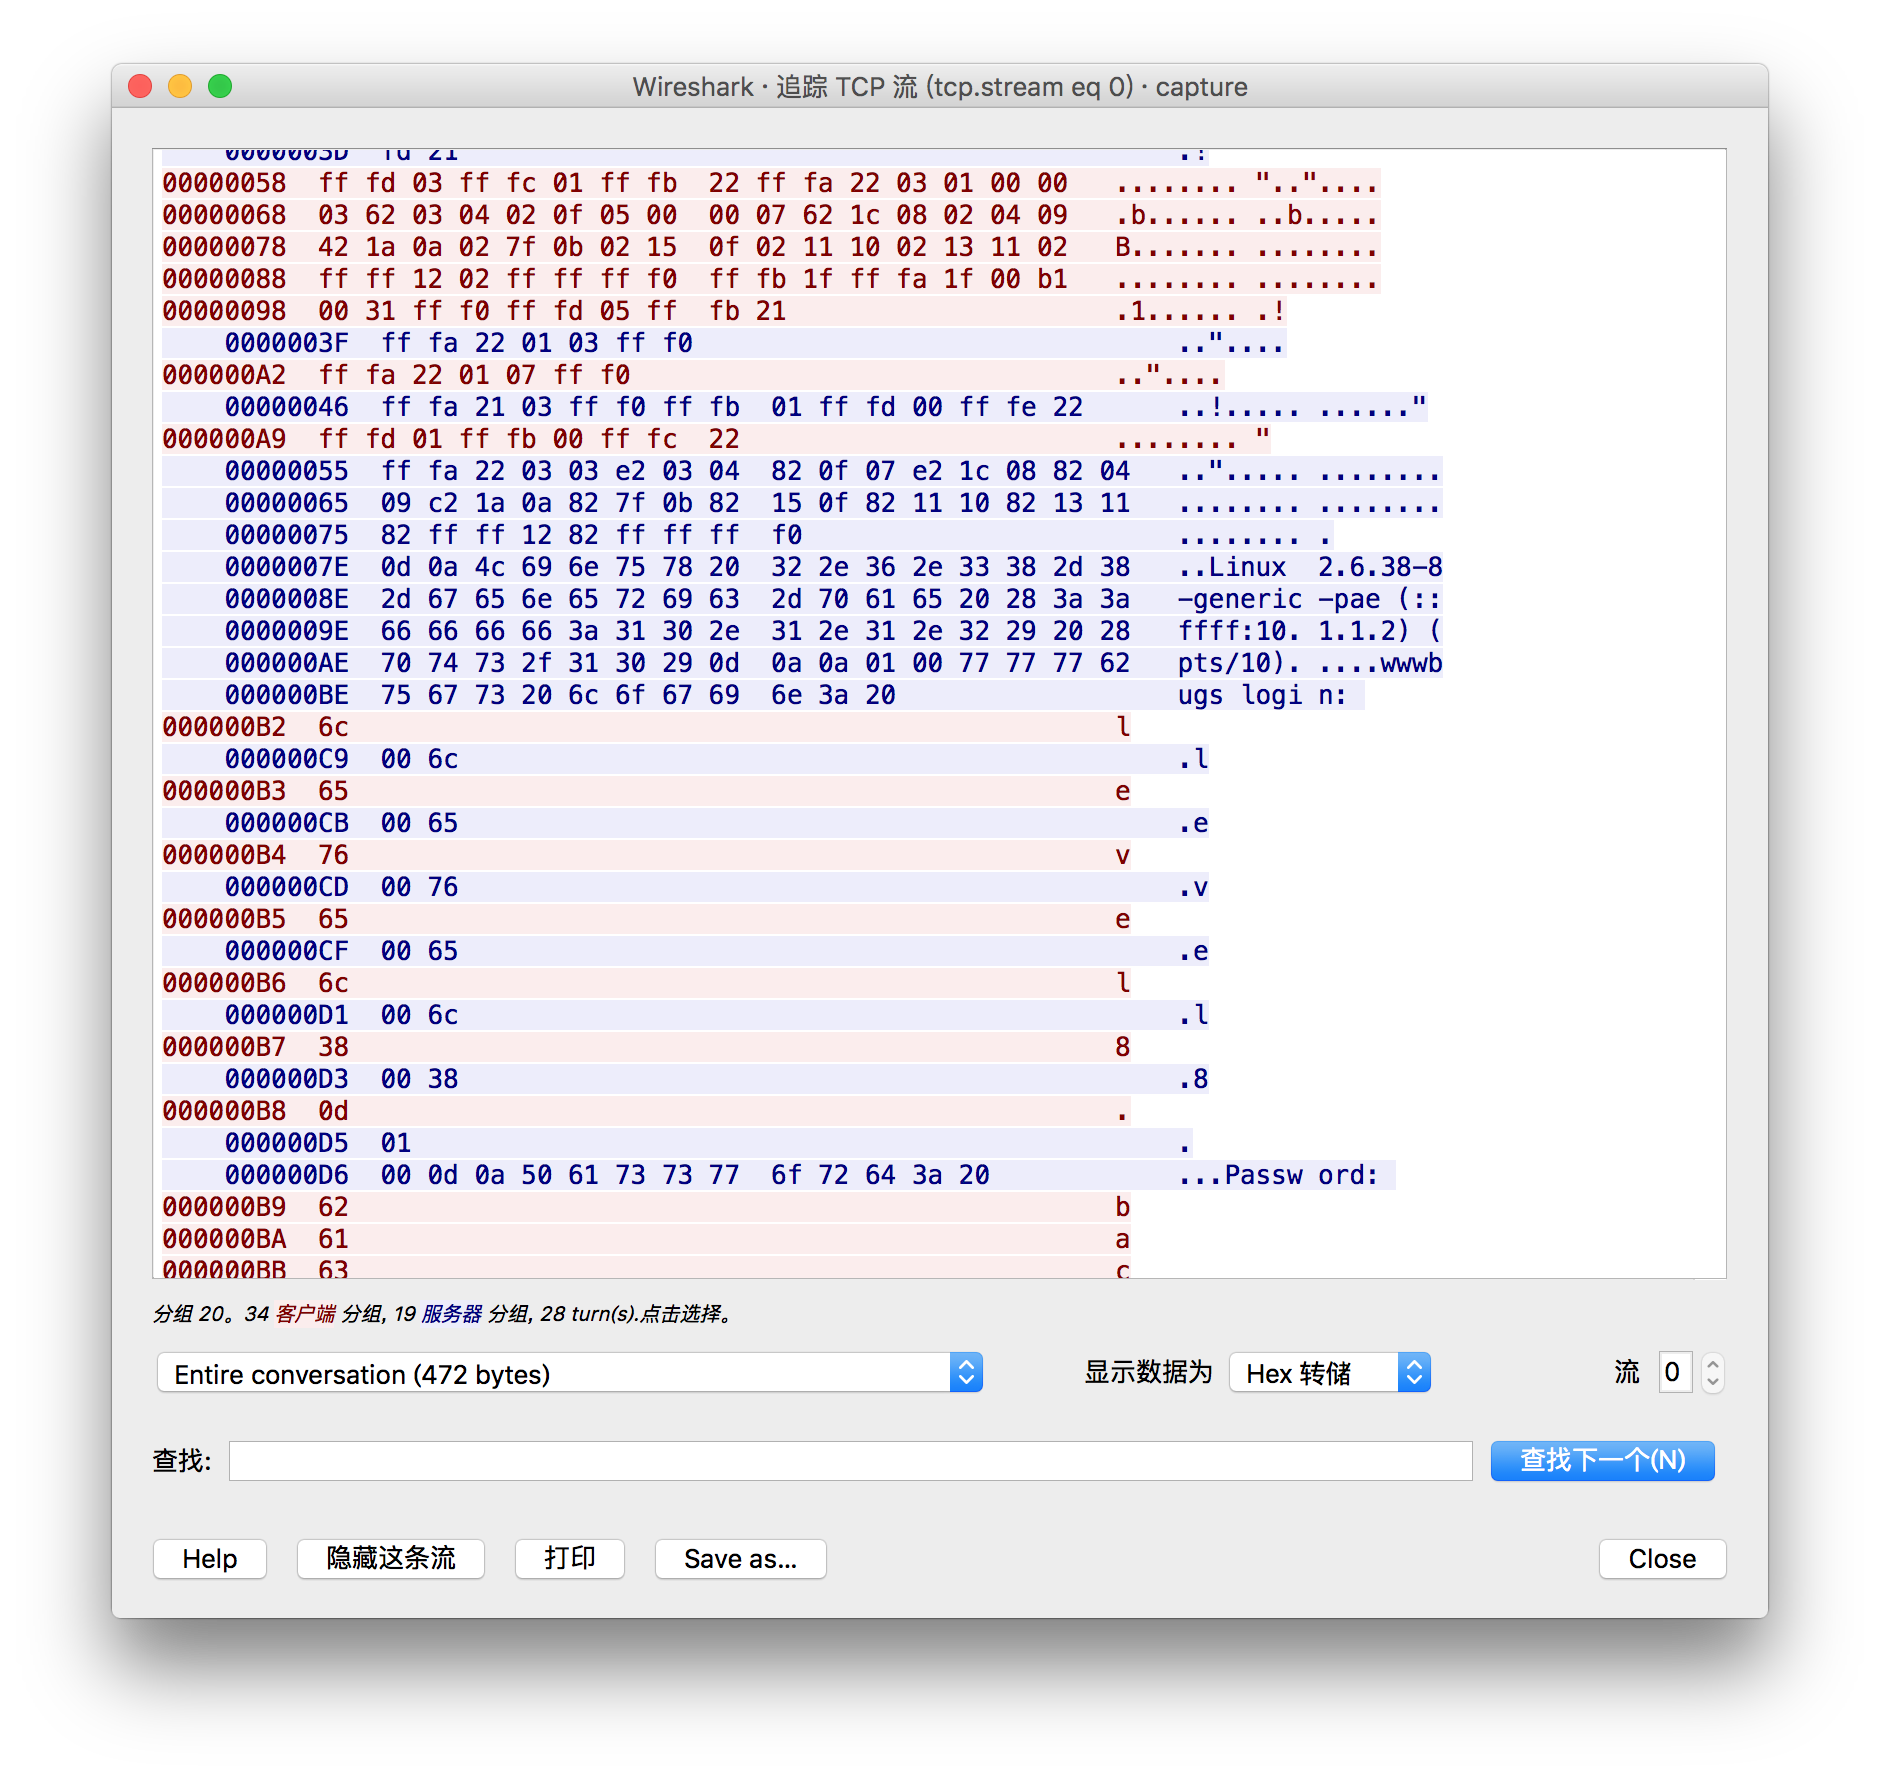 Wireshark · 追踪 TCP 流 (tcp.stream eq 0) · capture
0000003D fd 21 .!
00000058 ff fd 03 ff fc 01 ff fb 22 ff fa 22 03 01 00 00 ........ ".."....
00000068 03 62 03 04 02 0f 05 00 00 07 62 1c 08 02 04 09 .b...... ..b.....
00000078 42 1a 0a 02 7f 0b 02 15 0f 02 11 10 02 13 11 02 B....... ........
00000088 ff ff 12 02 ff ff ff f0 ff fb 1f ff fa 1f 00 b1 ........ ........
00000098 00 31 ff f0 ff fd 05 ff fb 21 .1...... .!
0000003F ff fa 22 01 03 ff f0 .."....
000000A2 ff fa 22 01 07 ff f0 .."....
00000046 ff fa 21 03 ff f0 ff fb 01 ff fd 00 ff fe 22 ..!..... ......"
000000A9 ff fd 01 ff fb 00 ff fc 22 ........ "
00000055 ff fa 22 03 03 e2 03 04 82 0f 07 e2 1c 08 82 04 .."..... ........
00000065 09 c2 1a 0a 82 7f 0b 82 15 0f 82 11 10 82 13 11 ........ ........
00000075 82 ff ff 12 82 ff ff ff f0 ........ .
0000007E 0d 0a 4c 69 6e 75 78 20 32 2e 36 2e 33 38 2d 38 ..Linux 2.6.38-8
0000008E 2d 67 65 6e 65 72 69 63 2d 70 61 65 20 28 3a 3a -generic -pae (::
0000009E 66 66 66 66 3a 31 30 2e 31 2e 31 2e 32 29 20 28 ffff:10. 1.1.2) (
000000AE 70 74 73 2f 31 30 29 0d 0a 0a 01 00 77 77 77 62 pts/10). ....wwwb
000000BE 75 67 73 20 6c 6f 67 69 6e 3a 20 ugs logi n:
000000B2 6c l
000000C9 00 6c .l
000000B3 65 e
000000CB 00 65 .e
000000B4 76 v
000000CD 00 76 .v
000000B5 65 e
000000CF 00 65 .e
000000B6 6c l
000000D1 00 6c .l
000000B7 38 8
000000D3 00 38 .8
000000B8 0d .
000000D5 01 .
000000D6 00 0d 0a 50 61 73 73 77 6f 72 64 3a 20 ...Passw ord:
000000B9 62 b
000000BA 61 a
000000BB 63 c
分组 20。34 客户端 分组, 19 服务器 分组, 28 turn(s).点击选择。
Entire conversation (472 bytes) 显示数据为 Hex 转储 流 0
查找: 查找下一个(N)
Help 隐藏这条流 打印 Save as... Close